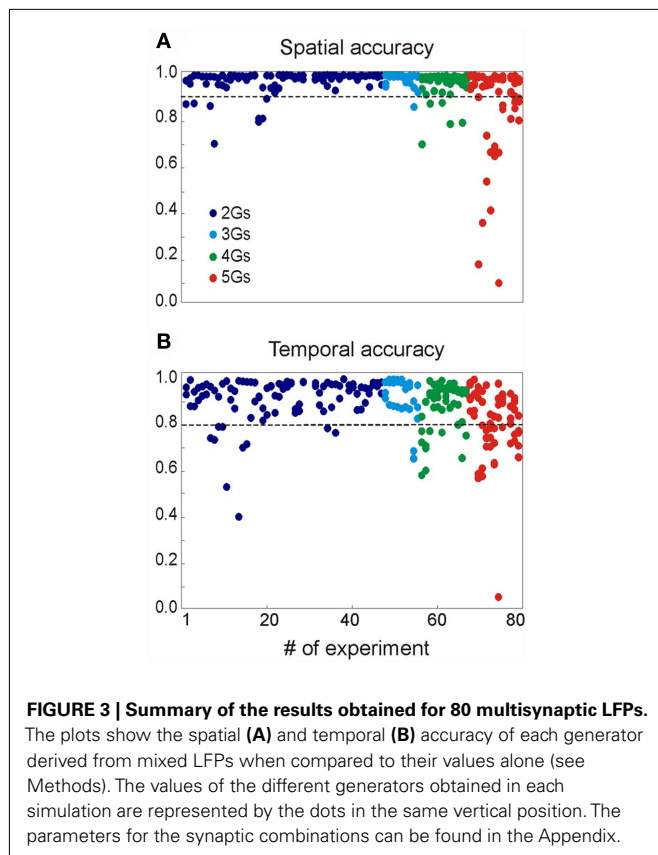 A
Spatial accuracy
1.0
0.8
0.6
0.4
0.2
0.0
2Gs
3Gs
4Gs
5Gs
B
Temporal accuracy
1.0
0.8
0.6
0.4
0.2
0.0
1 20 40 60 80
# of experiment
FIGURE 3 | Summary of the results obtained for 80 multisynaptic LFPs.
The plots show the spatial (A) and temporal (B) accuracy of each generator
derived from mixed LFPs when compared to their values alone (see
Methods). The values of the different generators obtained in each
simulation are represented by the dots in the same vertical position. The
parameters for the synaptic combinations can be found in the Appendix.